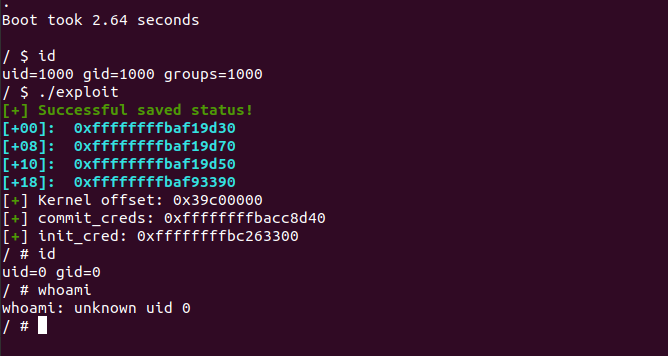 .
Boot took 2.64 seconds
/ $ id
uid=1000 gid=1000 groups=1000
/ $ ./exploit
[+] Successful saved status!
[+00]:  0xffffffffbaf19d30
[+08]:  0xffffffffbaf19d70
[+10]:  0xffffffffbaf19d50
[+18]:  0xffffffffbaf93390
[+] Kernel offset: 0x39c00000
[+] commit_creds: 0xffffffffbacc8d40
[+] init_cred: 0xffffffffbc263300
/ # id
uid=0 gid=0
/ # whoami
whoami: unknown uid 0
/ #